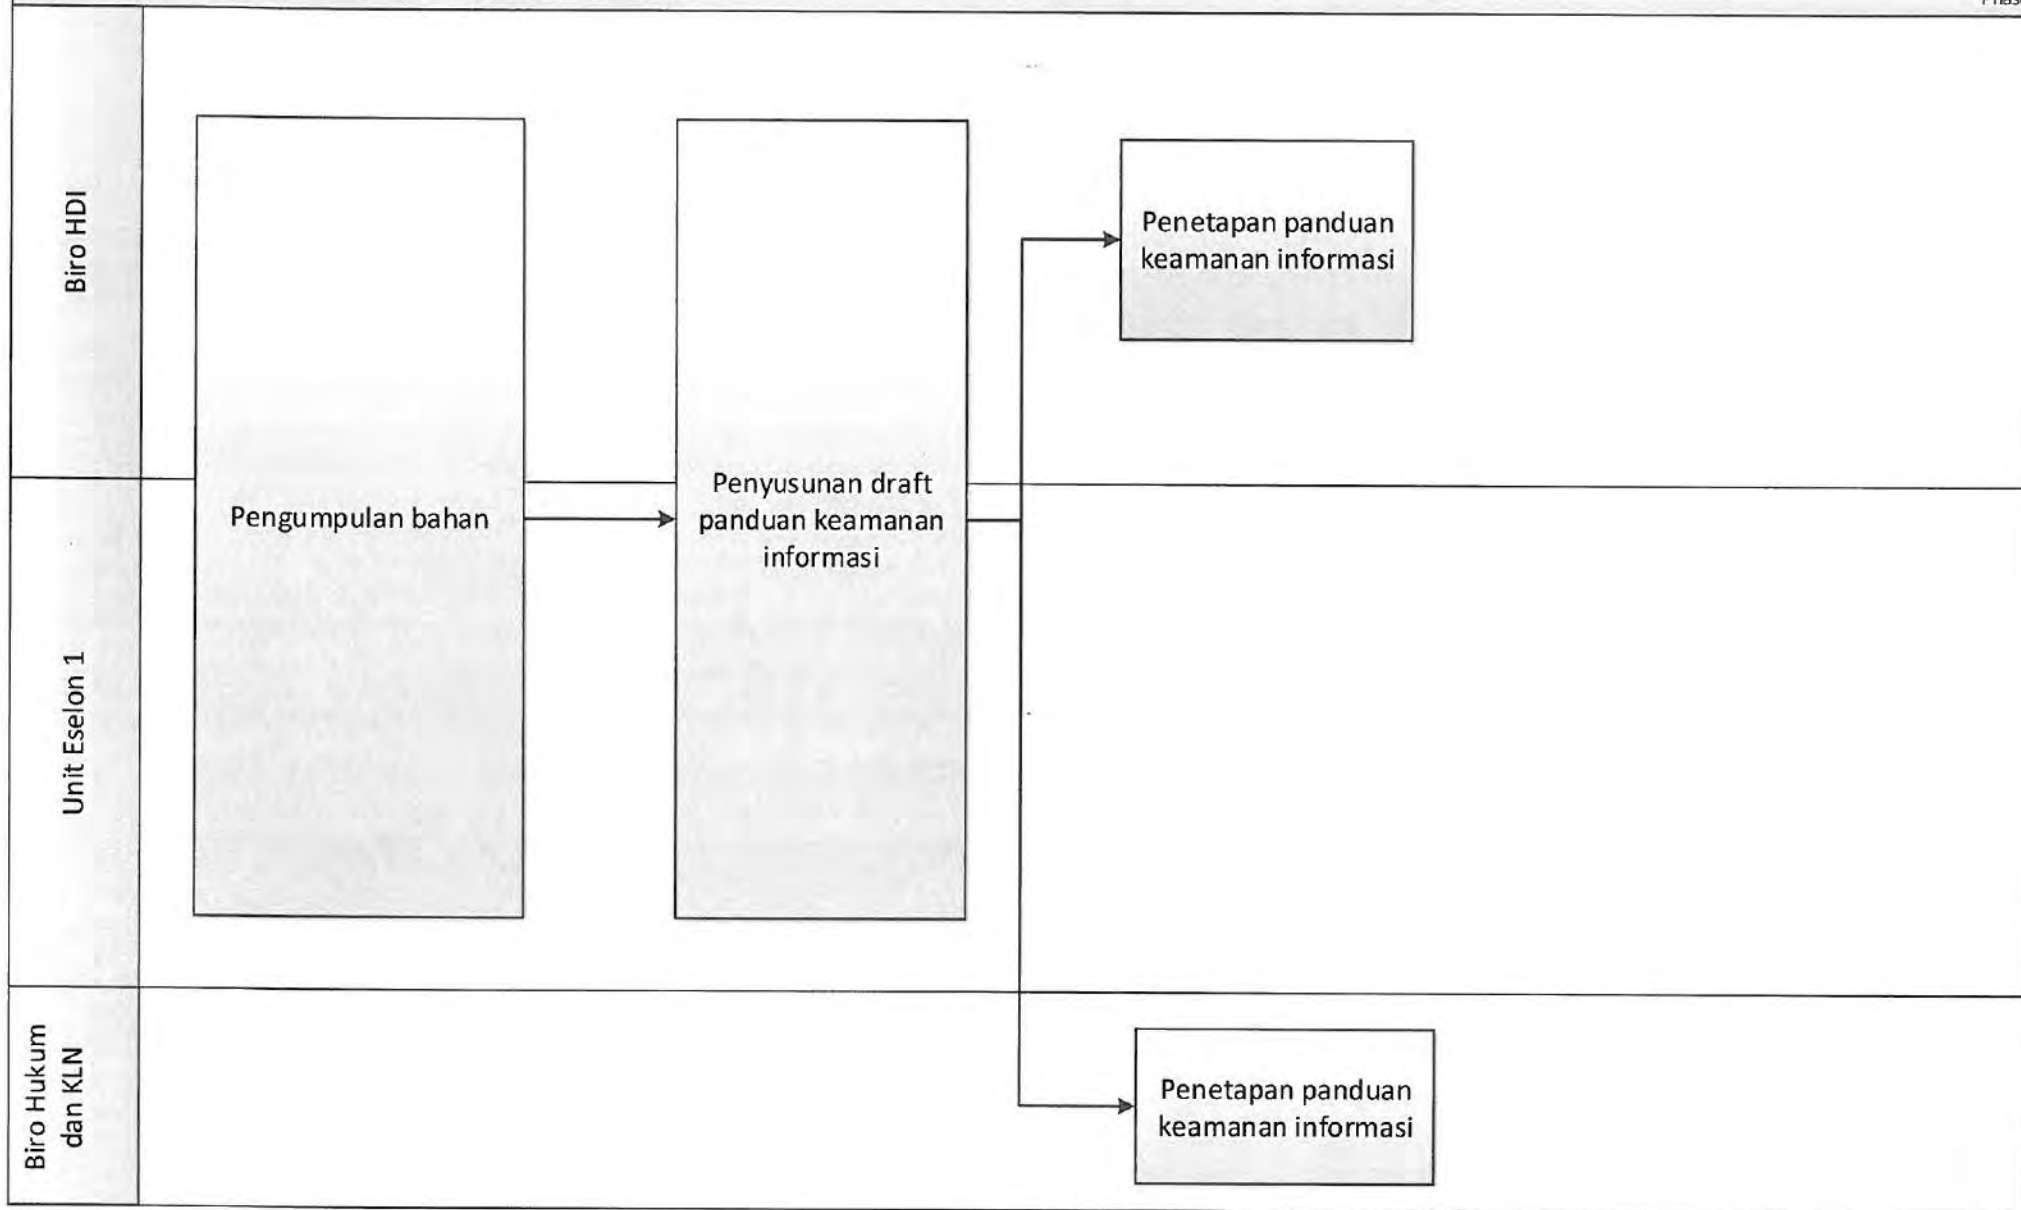 Biro HDI
Penetapan panduan
keamanan informasi
Unit Eselon 1
Pengumpulan bahan
Penyusunan draft
panduan keamanan
informasi
Biro Hukum
dan KLN
Penetapan panduan
keamanan informasi